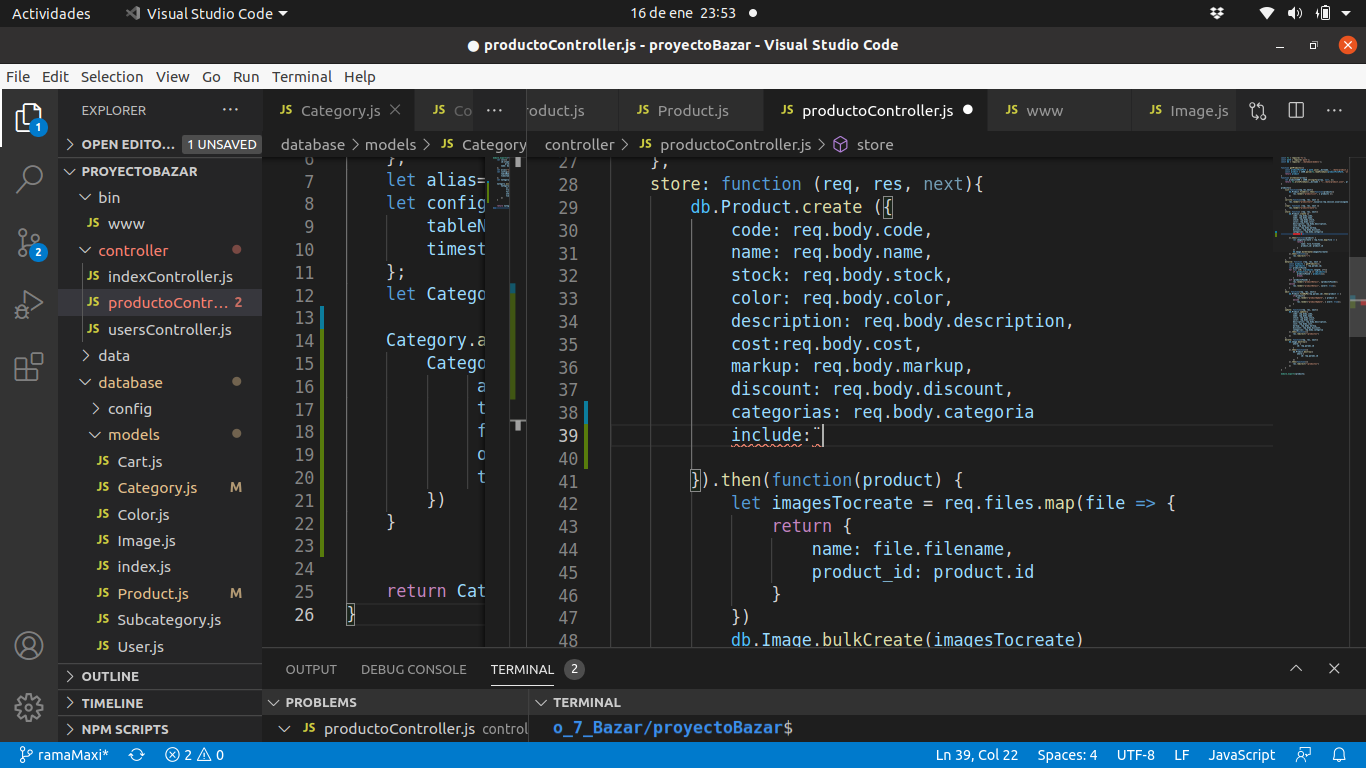 Actividades
Visual Studio Code
16 de ene 23:53
productoController.js - proyectoBazar - Visual Studio Code
File Edit Selection View Go Run Terminal Help
EXPLORER
OPEN EDITO... 1 UNSAVED
PROYECTOBAZAR
bin
JS www
controller
JS indexController.js
JS productoContr... 2
JS usersController.js
data
database
config
models
JS Cart.js
JS Category.js M
JS Color.js
JS Image.js
JS index.js
JS Product.js M
JS Subcategory.js
JS User.js
OUTLINE
TIMELINE
NPM SCRIPTS
1
2
JS Category.js
JS Co
database > models > JS Category
6 };
7 let alias=
8 let config
9 tableN
10 timest
11 };
12 let Catego
13
14 Category.a
15 Catego
16 a
17 t
18 f
19 o
20 t
21 })
22 }
23
24
25 return Cat
26 }
roduct.js
JS Product.js
JS productoController.js
JS www
JS Image.js
controller > JS productoController.js > store
27 },
28 store: function (req, res, next){
29 db.Product.create ({
30 code: req.body.code,
31 name: req.body.name,
32 stock: req.body.stock,
33 color: req.body.color,
34 description: req.body.description,
35 cost:req.body.cost,
36 markup: req.body.markup,
37 discount: req.body.discount,
38 categorias: req.body.categoria
39 include:¨
40
41 }).then(function(product) {
42 let imagesTocreate = req.files.map(file => {
43 return {
44 name: file.filename,
45 product_id: product.id
46 }
47 })
48 db.Image.bulkCreate(imagesTocreate)
OUTPUT DEBUG CONSOLE TERMINAL 2
PROBLEMS
JS productoController.js control
TERMINAL
o_7_Bazar/proyectoBazar$
ramaMaxi* 2 0
Ln 39, Col 22 Spaces: 4 UTF-8 LF JavaScript